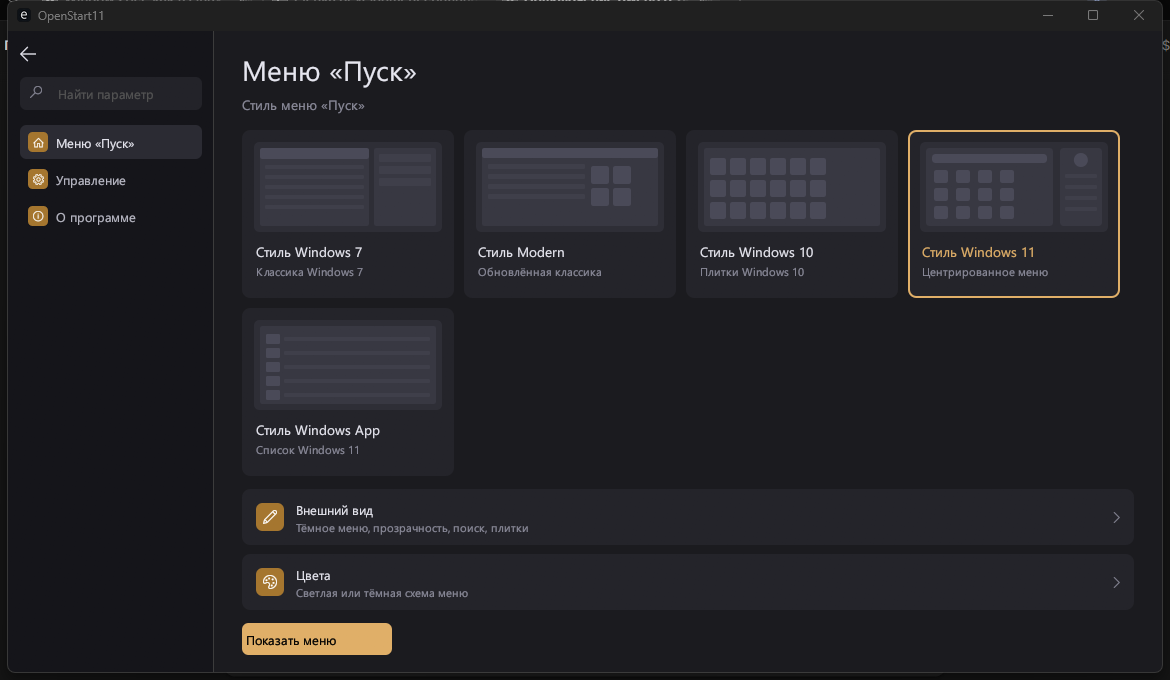 OpenStart11
Найти параметр
Меню «Пуск»
Управление
О программе
Меню «Пуск»
Стиль меню «Пуск»
Стиль Windows 7
Классика Windows 7
Стиль Modern
Обновлённая классика
Стиль Windows 10
Плитки Windows 10
Стиль Windows 11
Центрированное меню
Стиль Windows App
Список Windows 11
Внешний вид
Тёмное меню, прозрачность, поиск, плитки
Цвета
Светлая или тёмная схема меню
Показать меню